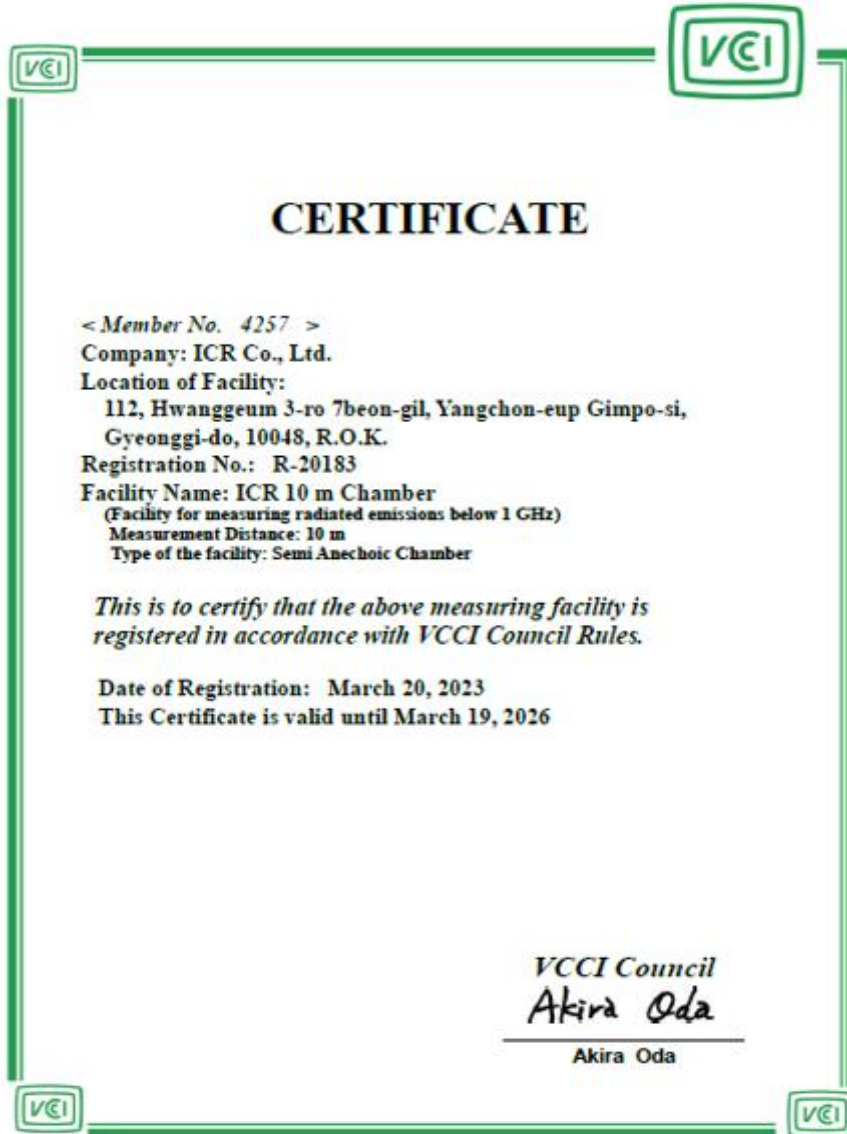 VCCI
VCCI
CERTIFICATE
< Member No. 4257 >
Company: ICR Co., Ltd.
Location of Facility:
112, Hwanggeum 3-ro 7beon-gil, Yangchon-eup Gimpo-si,
Gyeonggi-do, 10048, R.O.K.
Registration No.: R-20183
Facility Name: ICR 10 m Chamber
(Facility for measuring radiated emissions below 1 GHz)
Measurement Distance: 10 m
Type of the facility: Semi Anechoic Chamber
This is to certify that the above measuring facility is
registered in accordance with VCCI Council Rules.
Date of Registration: March 20, 2023
This Certificate is valid until March 19, 2026
VCCI Council
Akira Oda
Akira Oda
VCCI
VCCI